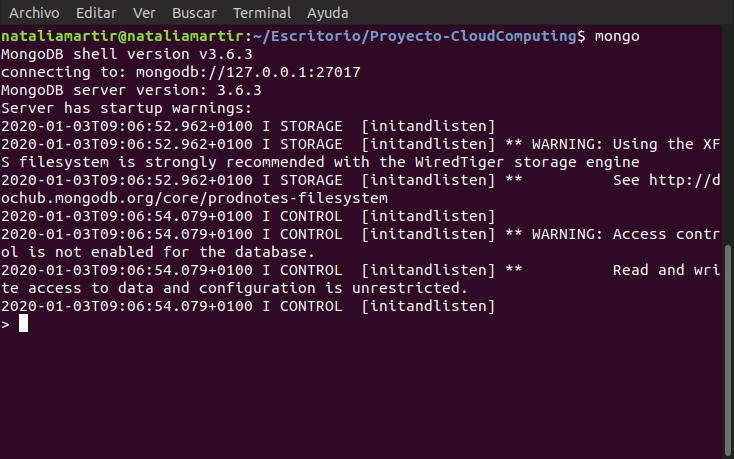 Archivo Editar Ver Buscar Terminal Ayuda
nataliamartir@nataliamartir:~/Escritorio/Proyecto-CloudComputing$ mongo
MongoDB shell version v3.6.3
connecting to: mongodb://127.0.0.1:27017
MongoDB server version: 3.6.3
Server has startup warnings:
2020-01-03T09:06:52.962+0100 I STORAGE  [initandlisten]
2020-01-03T09:06:52.962+0100 I STORAGE  [initandlisten] ** WARNING: Using the XF
S filesystem is strongly recommended with the WiredTiger storage engine
2020-01-03T09:06:52.962+0100 I STORAGE  [initandlisten] **          See http://d
ochub.mongodb.org/core/prodnotes-filesystem
2020-01-03T09:06:54.079+0100 I CONTROL  [initandlisten]
2020-01-03T09:06:54.079+0100 I CONTROL  [initandlisten] ** WARNING: Access contr
ol is not enabled for the database.
2020-01-03T09:06:54.079+0100 I CONTROL  [initandlisten] **          Read and wri
te access to data and configuration is unrestricted.
2020-01-03T09:06:54.079+0100 I CONTROL  [initandlisten]
>